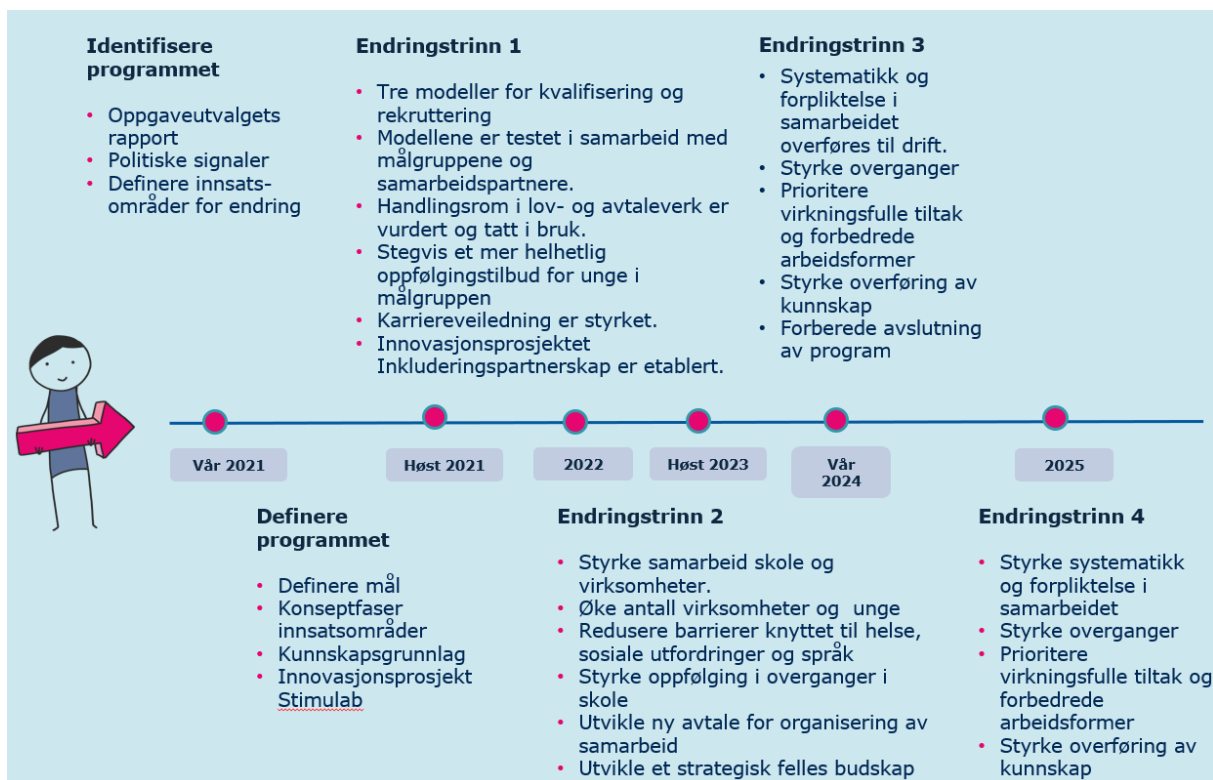 Identifisere
programmet
• Oppgaveutvalgets
rapport
• Politiske signaler
• Definere innsats-
områder for endring
Endringstrinn 1
• Tre modeller for kvalifisering og
rekruttering
• Modellene er testet i samarbeid med
målgruppene og
samarbeidspartnere.
• Handlingsrom i lov- og avtaleverk er
vurdert og tatt i bruk.
• Stegvis et mer helhetlig
oppfølgingstilbud for unge i
målgruppen
• Karriereveiledning er styrket.
• Innovasjonsprosjektet
Inkluderingspartnerskap er etablert.
Endringstrinn 3
• Systematikk og
forpliktelse i
samarbeidet
overføres til drift.
• Styrke overganger
• Prioritere
virkningsfulle tiltak
og forbedrede
arbeidsformer
• Styrke overføring av
kunnskap
• Forberede avslutning
av program
Vår 2021
Høst 2021
2022
Høst 2023
Vår
2024
2025
Definere
programmet
• Definere mål
• Konseptfaser
innsatsområder
• Kunnskapsgrunnlag
• Innovasjonsprosjekt
Stimulab
Endringstrinn 2
• Styrke samarbeid skole og
virksomheter.
• Øke antall virksomheter og  unge
• Redusere barrierer knyttet til helse,
sosiale utfordringer og språk
• Styrke oppfølging i overganger i
skole
• Utvikle ny avtale for organisering av
samarbeid
• Utvikle et strategisk felles budskap
Endringstrinn 4
• Styrke systematikk
og forpliktelse i
samarbeidet
• Styrke overganger
• Prioritere
virkningsfulle tiltak og
forbedrede
arbeidsformer
• Styrke overføring av
kunnskap